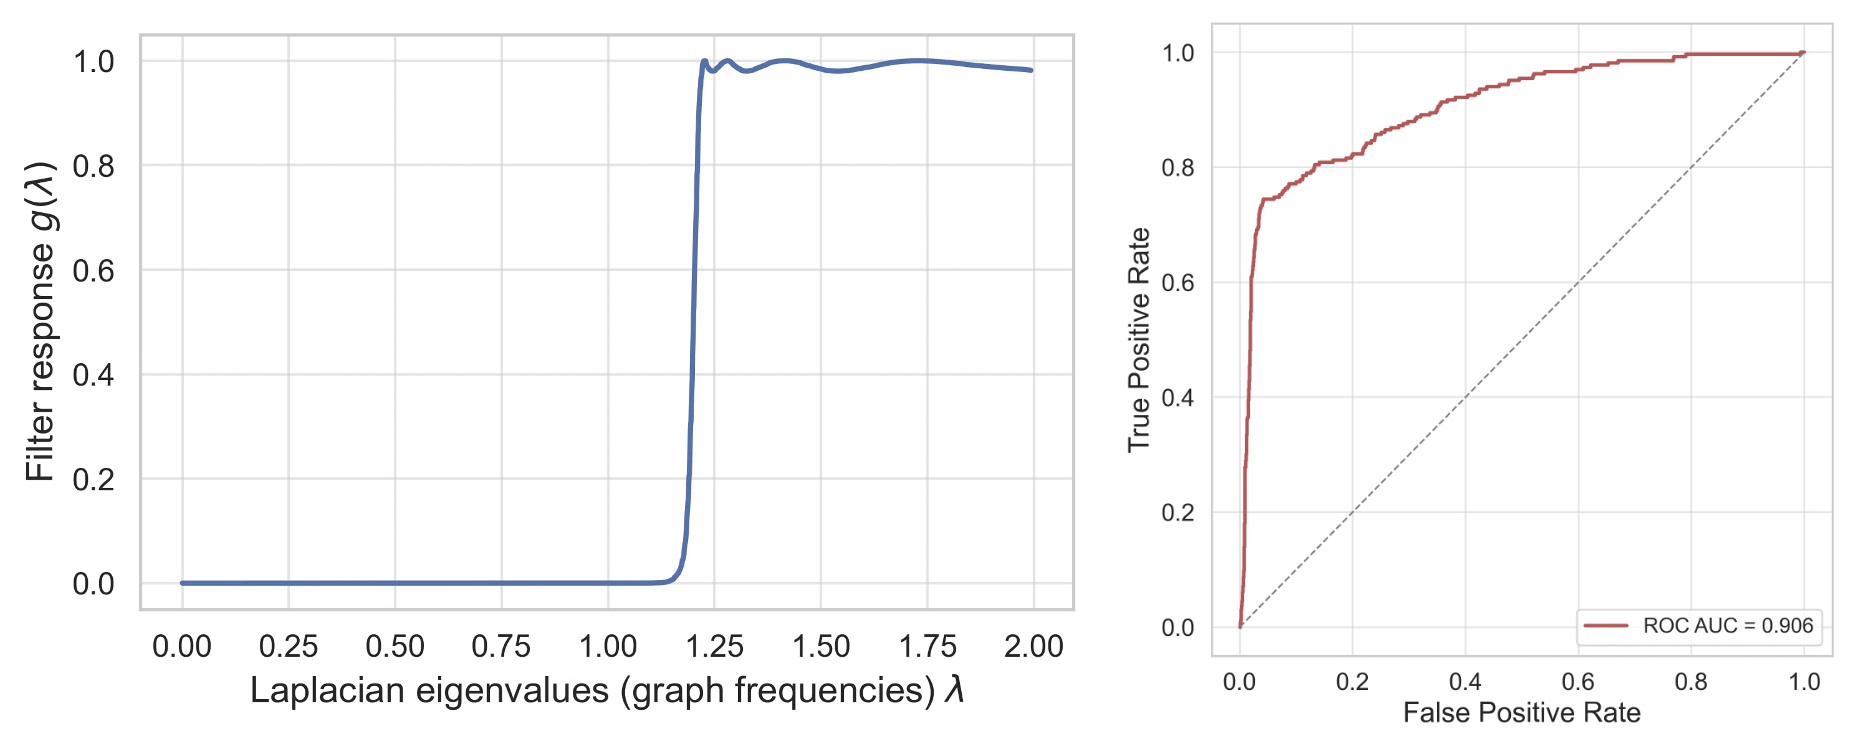 Filter response g(λ)
1.0
0.8
0.6
0.4
0.2
0.0
0.00 0.25 0.50 0.75 1.00 1.25 1.50 1.75 2.00
Laplacian eigenvalues (graph frequencies) λ
True Positive Rate
1.0
0.8
0.6
0.4
0.2
0.0
ROC AUC = 0.906
0.0 0.2 0.4 0.6 0.8 1.0
False Positive Rate